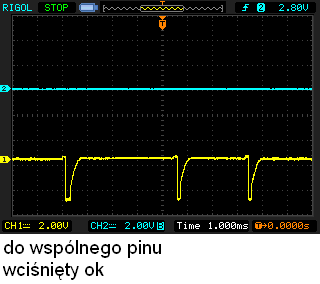 RIGOL STOP 2 2.80V
T
2
1
CH1 2.00V CH2 2.00V Time 1.000ms T→0.0000s
do wspólnego pinu
wciśnięty ok